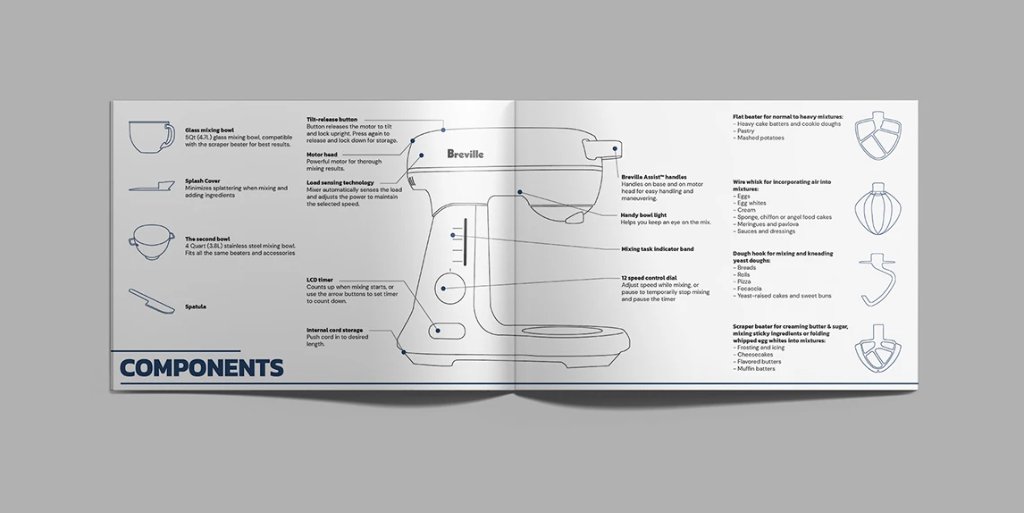 Glass mixing bowl
5Qt (4.7L) glass mixing bowl, compatible
with the scraper beater for best results.
Splash Cover
Minimizes splattering when mixing and
adding ingredients
The second bowl
4 Quart (3.8L) stainless steel mixing bowl.
Fits all the same beaters and accessories
Spatula
COMPONENTS
Tilt-release button
Button releases the motor to tilt
and lock upright. Press again to
release and lock down for storage.
Motor head
Powerful motor for thorough
mixing results.
Load sensing technology
Mixer automatically senses the load
and adjusts the power to maintain
the selected speed.
LCD timer
Counts up when mixing starts, or
use the arrow buttons to set timer
to count down.
Internal cord storage
Push cord in to desired
length.
Breville
Breville Assist™ handles
Handles on base and on motor
head for easy handling and
maneuvering.
Handy bowl light
Helps you keep an eye on the mix.
Mixing task indicator band
12 speed control dial
Adjust speed while mixing, or
pause to temporarily stop mixing
and pause the timer
Flat beater for normal to heavy mixtures:
- Heavy cake batters and cookie doughs
- Pastry
- Mashed potatoes
Wire whisk for incorporating air into
mixtures:
- Eggs
- Egg whites
- Cream
- Sponge, chiffon or angel food cakes
- Meringues and pavlova
- Sauces and dressings
Dough hook for mixing and kneading
yeast doughs:
- Breads
- Rolls
- Pizza
- Focaccia
- Yeast-raised cakes and sweet buns
Scraper beater for creaming butter & sugar,
mixing sticky ingredients or folding
whipped egg whites into mixtures:
- Frosting and icing
- Cheesecakes
- Flavored butters
- Muffin batters